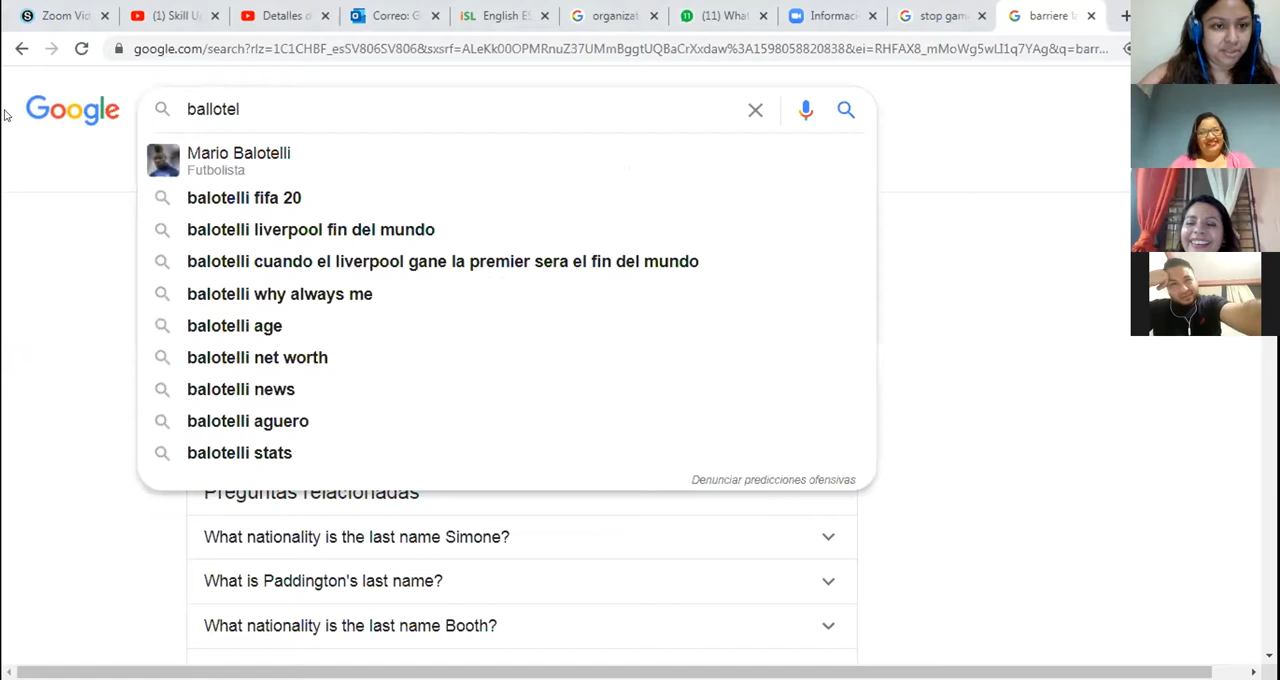 Zoom Vid
(1) Skill U
Detalles d
Correo: G
iSL
English ES
organizat
(11) What
Informac
stop gam
barriere l
google.com/search?rlz=1C1CHBF_esSV806SV806&sxsrf=ALeKk00OPMRnuZ37UMmBggtUQBaCrXxdaw%3A1598058820838&ei=RHFAX8_mMoWg5wLI1q7YAg&q=barr...
Google
ballotel
Mario Balotelli
Futbolista
balotelli fifa 20
balotelli liverpool fin del mundo
balotelli cuando el liverpool gane la premier sera el fin del mundo
balotelli why always me
balotelli age
balotelli net worth
balotelli news
balotelli aguero
balotelli stats
Denunciar predicciones ofensivas
Preguntas relacionadas
What nationality is the last name Simone?
What is Paddington's last name?
What nationality is the last name Booth?